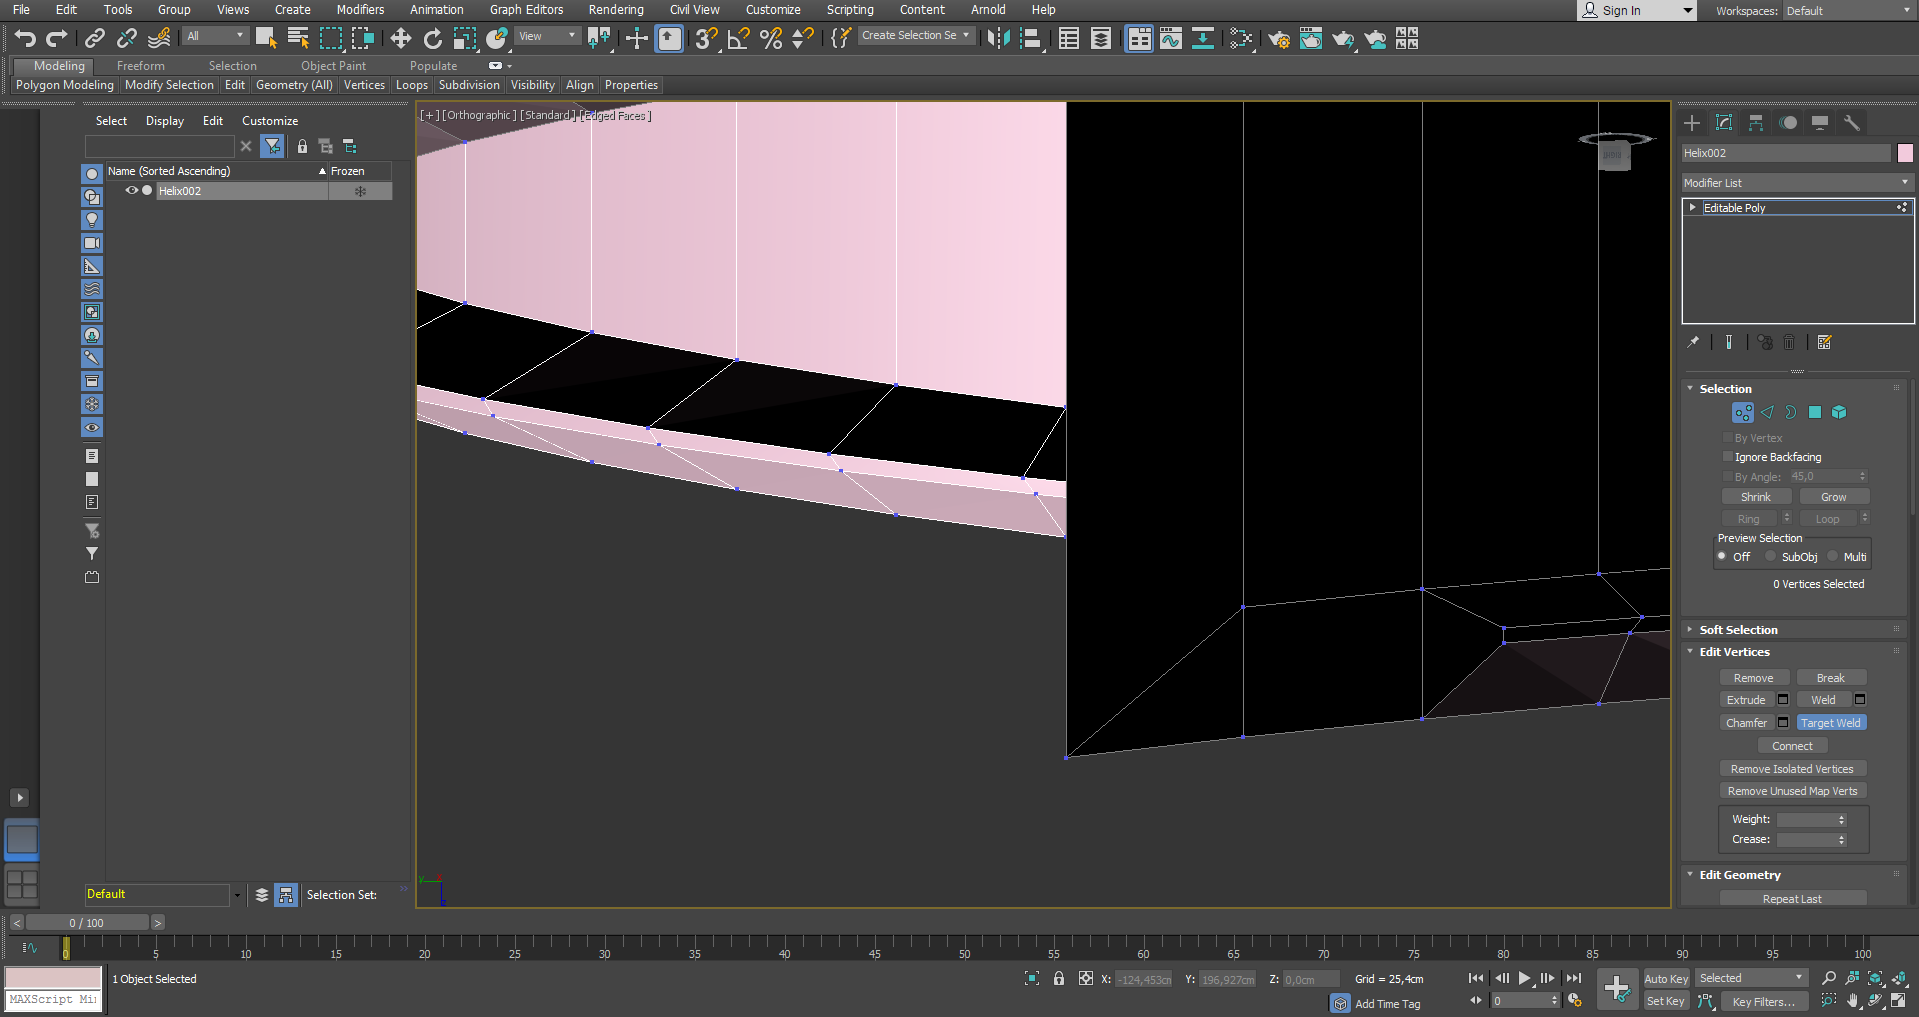 File Edit Tools Group Views Create Modifiers Animation Graph Editors Rendering Civil View Customize Scripting Content Arnold Help Sign In Workspaces: Default
All View Create Selection Se
Modeling Freeform Selection Object Paint Populate
Polygon Modeling Modify Selection Edit Geometry (All) Vertices Loops Subdivision Visibility Align Properties
Select Display Edit Customize
Name (Sorted Ascending) Frozen
Helix002
[+] [Orthographic] [Standard] [Edged Faces]
Helix002
Modifier List
Editable Poly
Selection
By Vertex
Ignore Backfacing
By Angle: 45,0
Shrink Grow
Ring Loop
Preview Selection
Off SubObj Multi
0 Vertices Selected
Soft Selection
Edit Vertices
Remove Break
Extrude Weld
Chamfer Target Weld
Connect
Remove Isolated Vertices
Remove Unused Map Verts
Weight:
Crease:
Edit Geometry
Repeat Last
Default Selection Set:
< 0 / 100 >
0 5 10 15 20 25 30 35 40 45 50 55 60 65 70 75 80 85 90 95 100
1 Object Selected X: -124,453cm Y: 196,927cm Z: 0,0cm Grid = 25,4cm Auto Key Selected
MAXScript Mi Add Time Tag 0 Set Key Key Filters...